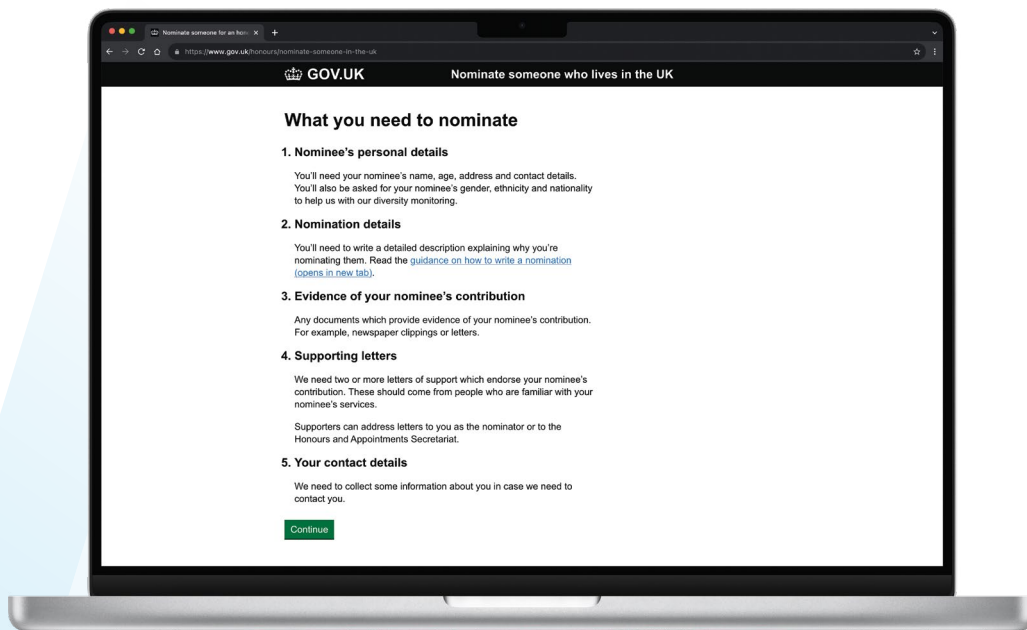 Nominate someone for an hono
https://www.gov.uk/honours/nominate-someone-in-the-uk
GOV.UK Nominate someone who lives in the UK
What you need to nominate
1. Nominee's personal details
You'll need your nominee's name, age, address and contact details.
You'll also be asked for your nominee's gender, ethnicity and nationality
to help us with our diversity monitoring.
2. Nomination details
You'll need to write a detailed description explaining why you're
nominating them. Read the guidance on how to write a nomination
(opens in new tab).
3. Evidence of your nominee's contribution
Any documents which provide evidence of your nominee's contribution.
For example, newspaper clippings or letters.
4. Supporting letters
We need two or more letters of support which endorse your nominee's
contribution. These should come from people who are familiar with your
nominee's services.
Supporters can address letters to you as the nominator or to the
Honours and Appointments Secretariat.
5. Your contact details
We need to collect some information about you in case we need to
contact you.
Continue